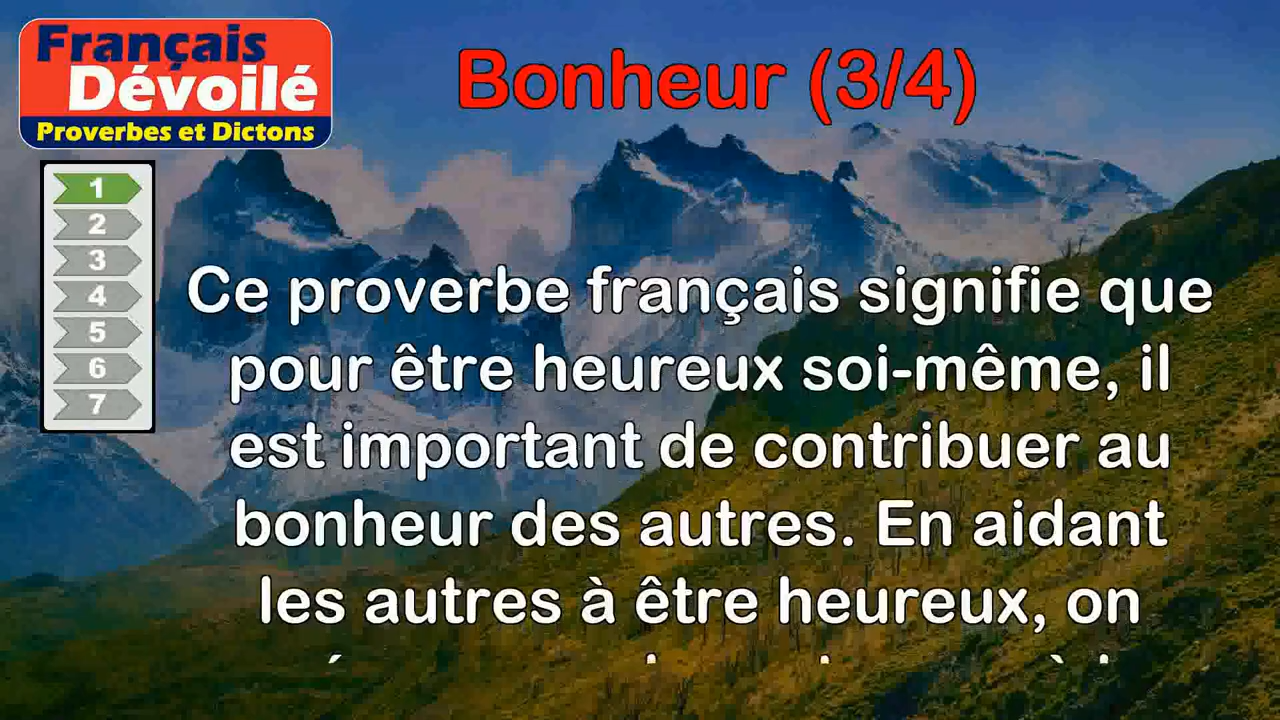 Français
Dévoilé
Proverbes et Dictons
Bonheur (3/4)
1
2
3
4
5
6
7
Ce proverbe français signifie que
pour être heureux soi-même, il
est important de contribuer au
bonheur des autres. En aidant
les autres à être heureux, on